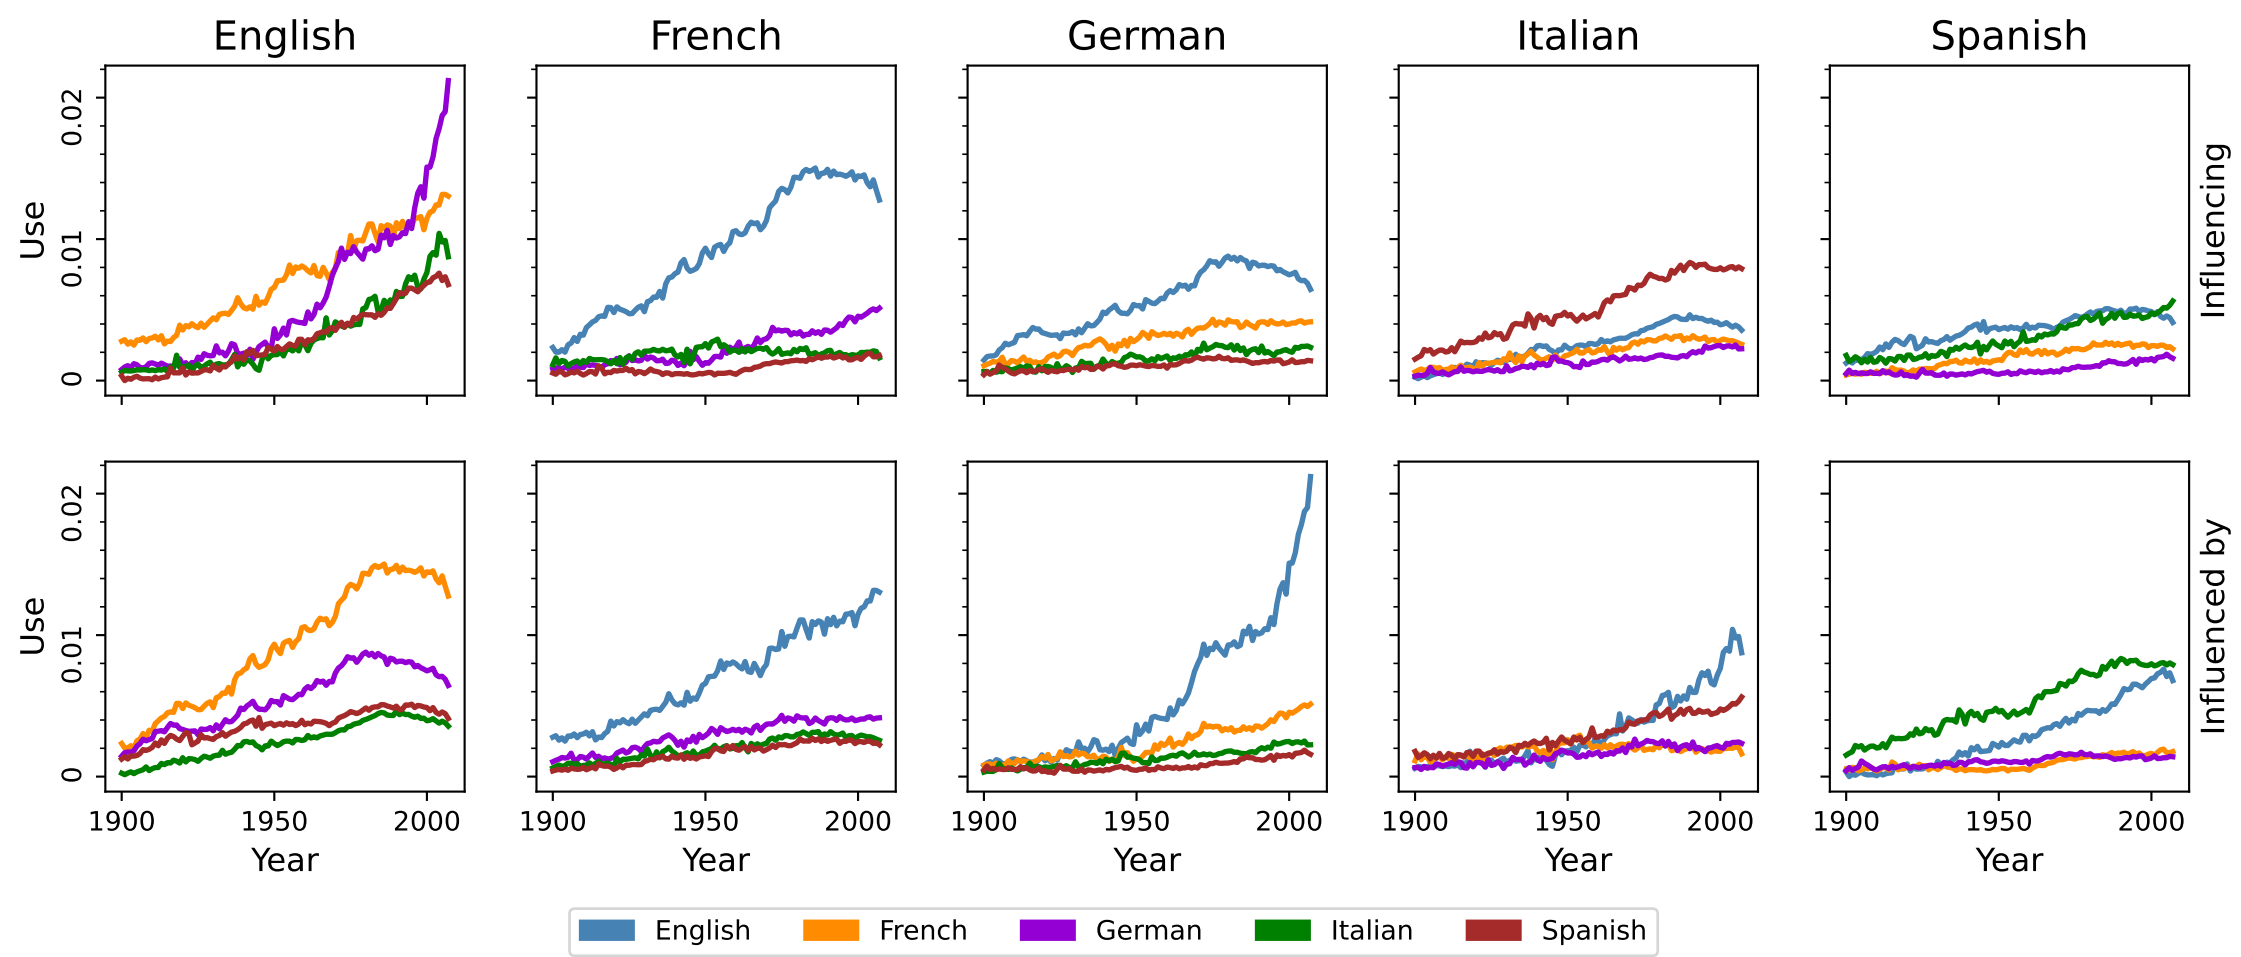 English French German Italian Spanish
0.02
0.01
0
Use
Influencing
0.02
0.01
0
Use
Influenced by
1900 1950 2000 1900 1950 2000 1900 1950 2000 1900 1950 2000 1900 1950 2000
Year Year Year Year Year
English French German Italian Spanish